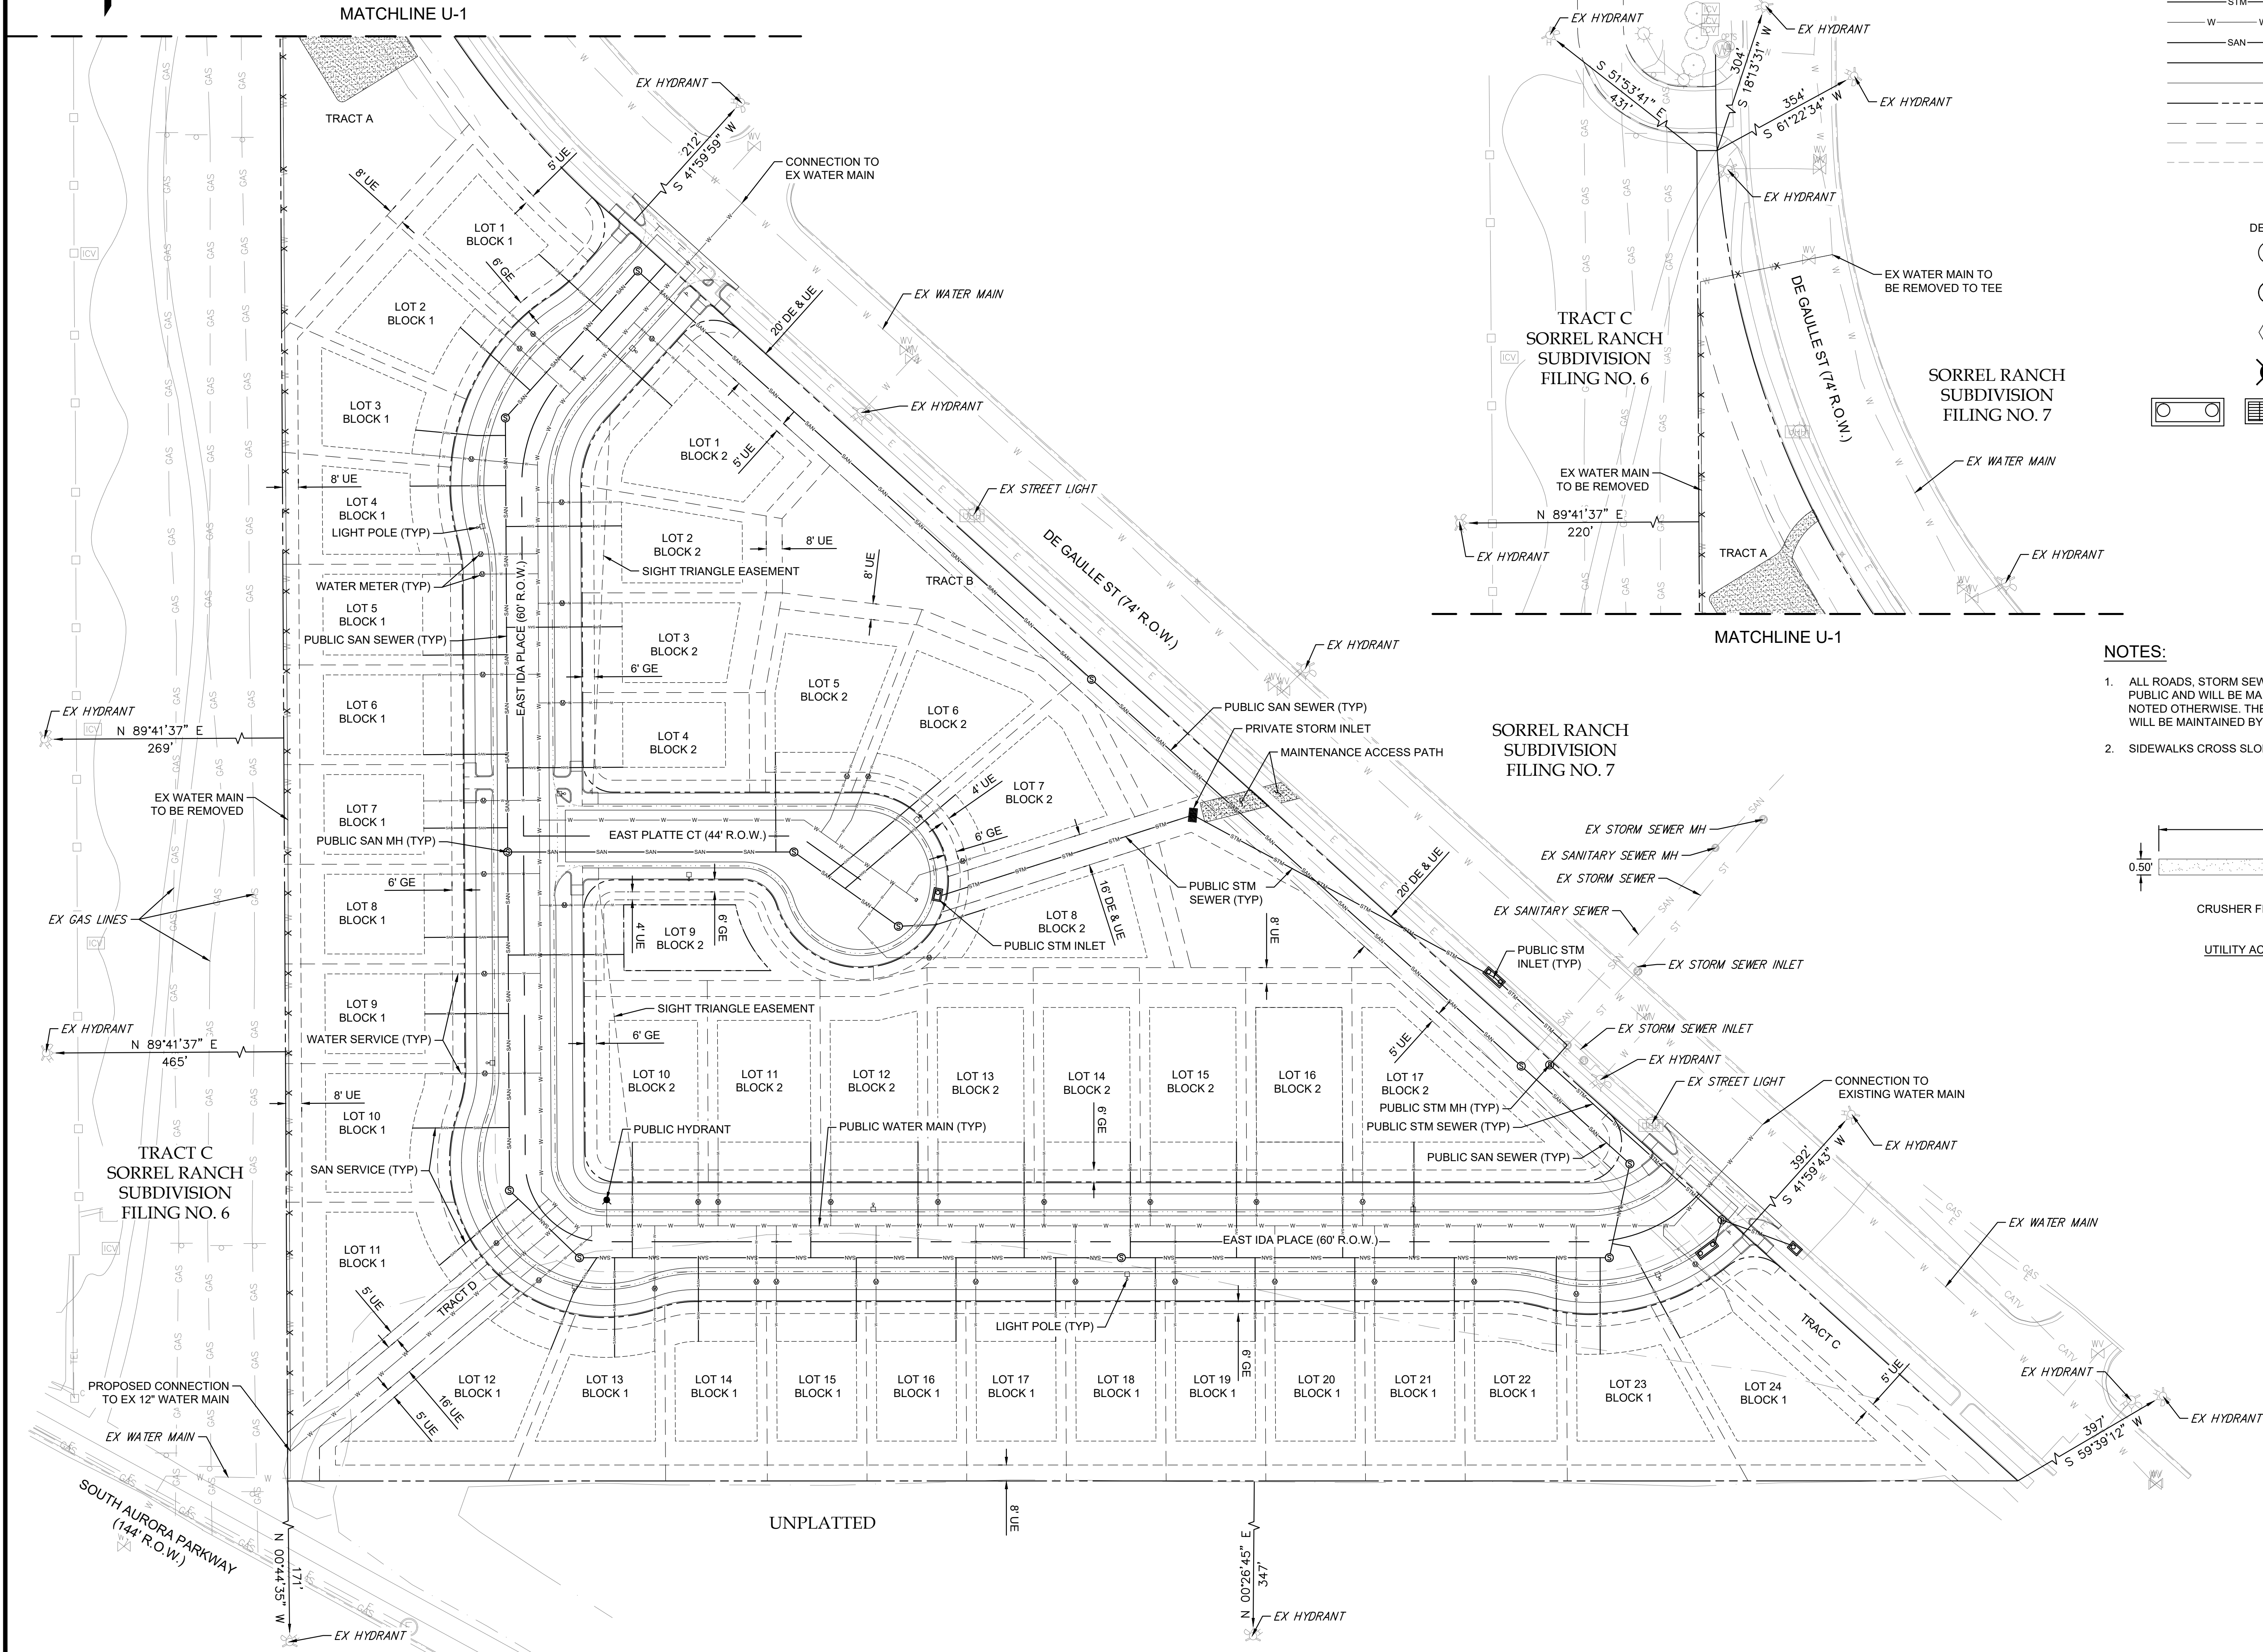 MATCHLINE U-1
TRACT A
EX HYDRANT
212'
S 41°59'59" W
CONNECTION TO
EX WATER MAIN
5' UE
8' UE
LOT 1
BLOCK 1
6' GE
LOT 2
BLOCK 1
LOT 3
BLOCK 1
20' DE & UE
EX WATER MAIN
EX HYDRANT
LOT 1
BLOCK 2
5' UE
8' UE
LOT 4
BLOCK 1
LIGHT POLE (TYP)
EX STREET LIGHT
LOT 2
BLOCK 2
8' UE
SIGHT TRIANGLE EASEMENT
8' UE
TRACT B
DE GAULLE ST (74' R.O.W.)
WATER METER (TYP)
LOT 5
BLOCK 1
PUBLIC SAN SEWER (TYP)
EAST IDA PLACE (60' R.O.W.)
LOT 3
BLOCK 2
6' GE
LOT 5
BLOCK 2
LOT 6
BLOCK 2
EX HYDRANT
EX HYDRANT
N 89°41'37" E
269'
LOT 6
BLOCK 1
LOT 4
BLOCK 2
PUBLIC SAN SEWER (TYP)
PRIVATE STORM INLET
MAINTENANCE ACCESS PATH
SORREL RANCH
SUBDIVISION
FILING NO. 7
EX WATER MAIN
TO BE REMOVED
LOT 7
BLOCK 1
LOT 7
BLOCK 2
4' UE
6' GE
EAST PLATTE CT (44' R.O.W.)
PUBLIC SAN MH (TYP)
EX STORM SEWER MH
EX SANITARY SEWER MH
EX STORM SEWER
EX SANITARY SEWER
6' GE
LOT 8
BLOCK 1
EX GAS LINES
4' UE
6' GE
LOT 9
BLOCK 2
PUBLIC STM
SEWER (TYP)
16' DE & UE
LOT 8
BLOCK 2
PUBLIC STM INLET
8' UE
20' DE & UE
PUBLIC STM
INLET (TYP)
EX STORM SEWER INLET
LOT 9
BLOCK 1
SIGHT TRIANGLE EASEMENT
6' GE
EX HYDRANT
N 89°41'37" E
465'
WATER SERVICE (TYP)
5' UE
EX STORM SEWER INLET
EX HYDRANT
EX STREET LIGHT
CONNECTION TO
EXISTING WATER MAIN
8' UE
LOT 10
BLOCK 1
LOT 10
BLOCK 2
LOT 11
BLOCK 2
LOT 12
BLOCK 2
LOT 13
BLOCK 2
LOT 14
BLOCK 2
LOT 15
BLOCK 2
LOT 16
BLOCK 2
LOT 17
BLOCK 2
PUBLIC STM MH (TYP)
PUBLIC STM SEWER (TYP)
PUBLIC SAN SEWER (TYP)
PUBLIC HYDRANT
PUBLIC WATER MAIN (TYP)
6' GE
392'
S 41°59'43" W
EX HYDRANT
TRACT C
SORREL RANCH
SUBDIVISION
FILING NO. 6
SAN SERVICE (TYP)
LOT 11
BLOCK 1
EAST IDA PLACE (60' R.O.W.)
EX WATER MAIN
5' UE
TRACT D
LIGHT POLE (TYP)
6' GE
TRACT C
5' UE
PROPOSED CONNECTION
TO EX 12" WATER MAIN
LOT 12
BLOCK 1
LOT 13
BLOCK 1
LOT 14
BLOCK 1
LOT 15
BLOCK 1
LOT 16
BLOCK 1
LOT 17
BLOCK 1
LOT 18
BLOCK 1
LOT 19
BLOCK 1
LOT 20
BLOCK 1
LOT 21
BLOCK 1
LOT 22
BLOCK 1
LOT 23
BLOCK 1
LOT 24
BLOCK 1
16' UE
5' UE
EX WATER MAIN
EX HYDRANT
EX HYDRANT
397'
S 59°39'12" W
SOUTH AURORA PARKWAY
(144' R.O.W.)
UNPLATTED
8' UE
N 00°44'35" W
171'
EX HYDRANT
N 00°26'45" E
347'
EX HYDRANT
EX HYDRANT
S 51°53'41" E
431'
304'
S 18°13'31" W
EX HYDRANT
354'
S 61°22'34" W
EX HYDRANT
EX HYDRANT
EX WATER MAIN TO
BE REMOVED TO TEE
DE GAULLE ST (74' R.O.W.)
TRACT C
SORREL RANCH
SUBDIVISION
FILING NO. 6
SORREL RANCH
SUBDIVISION
FILING NO. 7
EX WATER MAIN
EX WATER MAIN
TO BE REMOVED
N 89°41'37" E
220'
EX HYDRANT
TRACT A
EX HYDRANT
MATCHLINE U-1
STM
W
SAN
NOTES:
1. ALL ROADS, STORM SEW
PUBLIC AND WILL BE MA
NOTED OTHERWISE. THE
WILL BE MAINTAINED BY
2. SIDEWALKS CROSS SLO
0.50'
CRUSHER FI
UTILITY AC